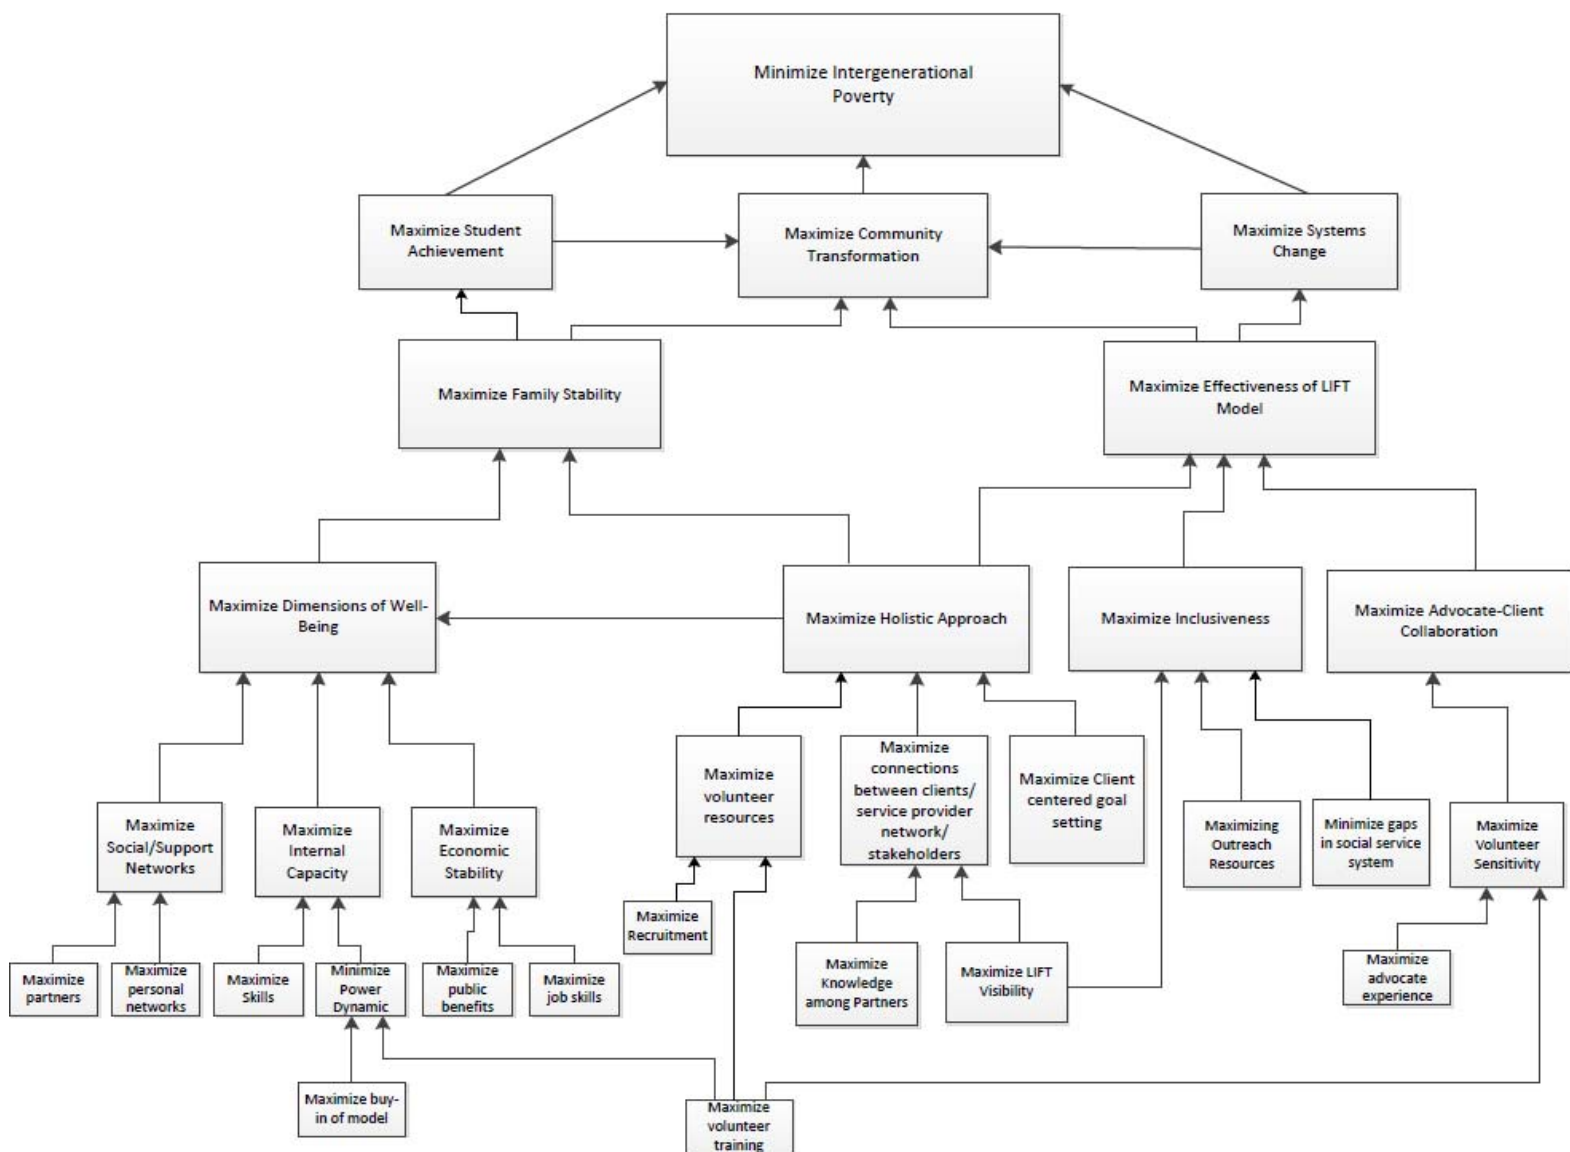 Minimize Intergenerational
Poverty
Maximize Student
Achievement
Maximize Community
Transformation
Maximize Systems
Change
Maximize Family Stability
Maximize Effectiveness of LIFT
Model
Maximize Dimensions of Well-
Being
Maximize Holistic Approach
Maximize Inclusiveness
Maximize Advocate-Client
Collaboration
Maximize
Social/Support
Networks
Maximize
Internal
Capacity
Maximize
Economic
Stability
Maximize
volunteer
resources
Maximize
connections
between clients/
service provider
network/
stakeholders
Maximize Client
centered goal
setting
Maximizing
Outreach
Resources
Minimize gaps
in social service
system
Maximize
Volunteer
Sensitivity
Maximize
Recruitment
Maximize
partners
Maximize
personal
networks
Maximize
Skills
Minimize
Power
Dynamic
Maximize
public
benefits
Maximize
job skills
Maximize
Knowledge
among Partners
Maximize LIFT
Visibility
Maximize
advocate
experience
Maximize buy-
in of model
Maximize
volunteer
training